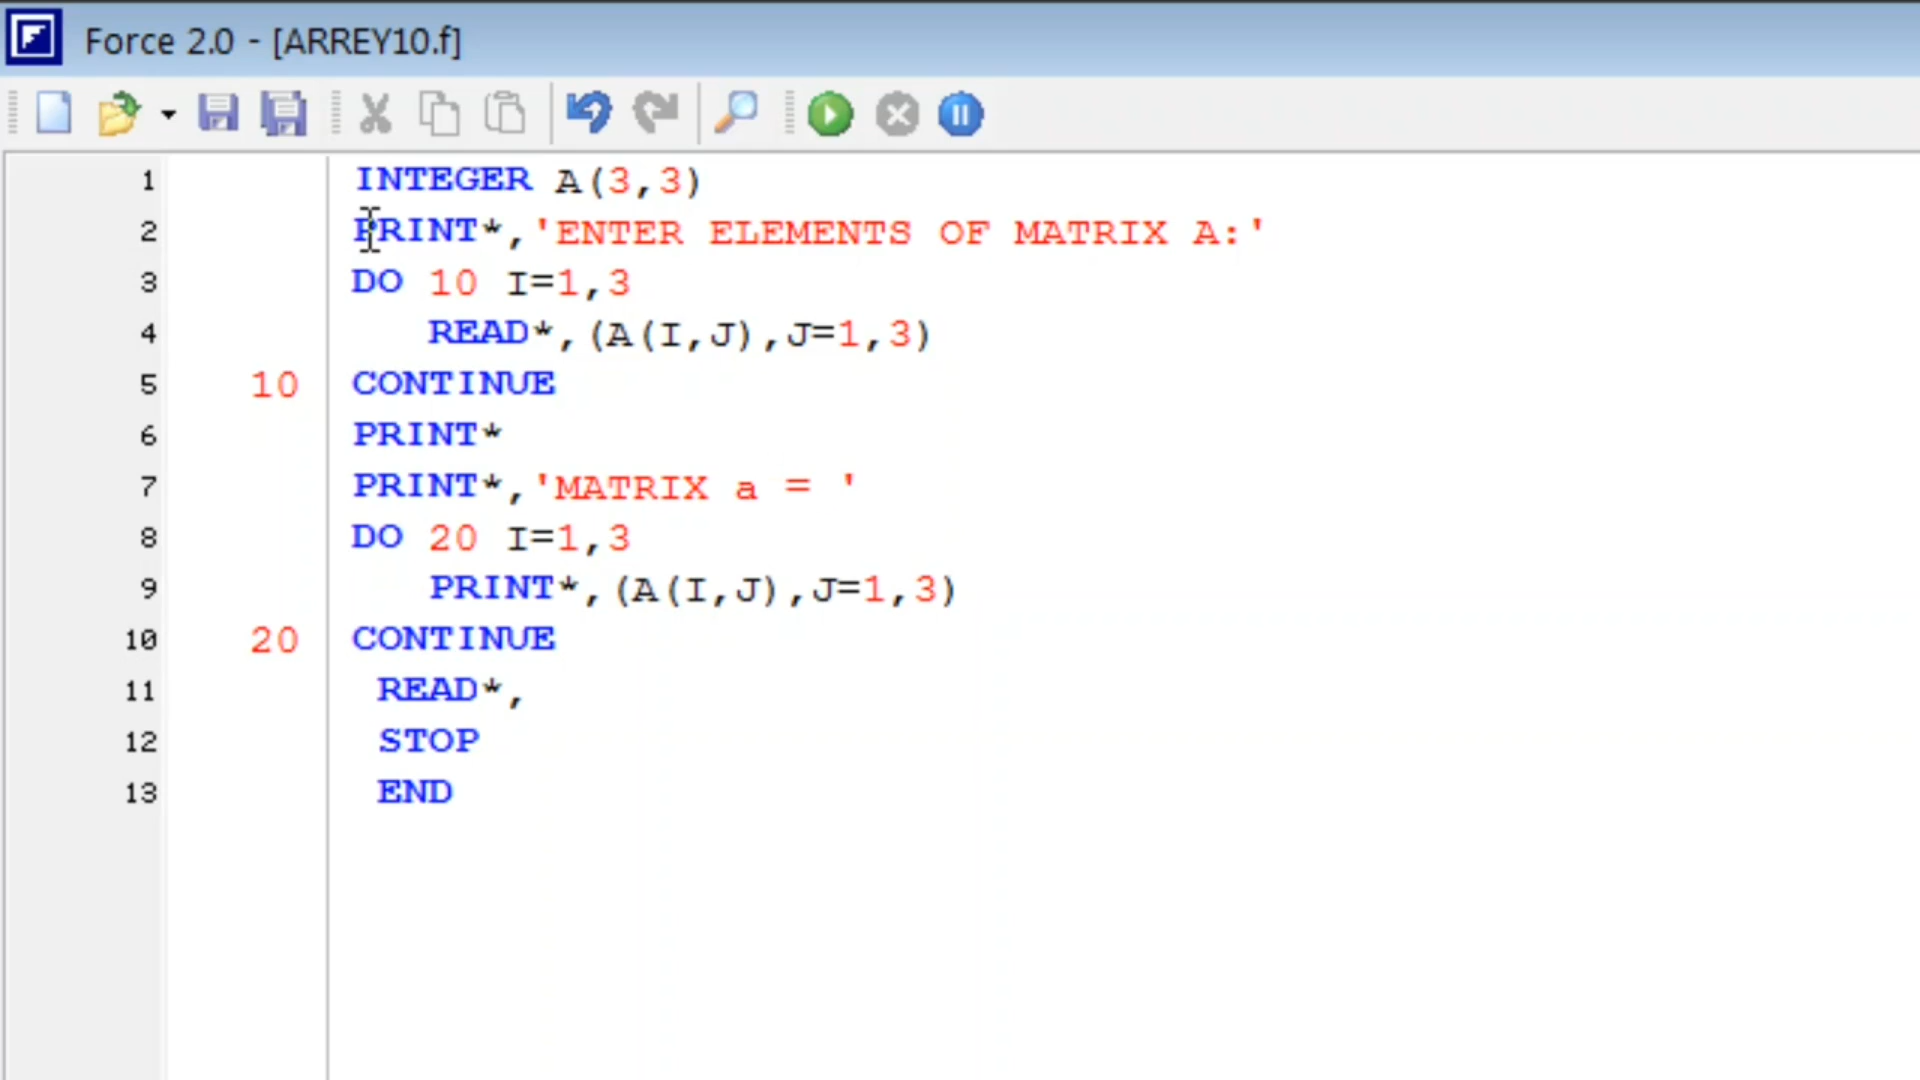 Force 2.0 - [ARREY10.f]
1 INTEGER A(3,3)
2 PRINT*,'ENTER ELEMENTS OF MATRIX A:'
3 DO 10 I=1,3
4 READ*,(A(I,J),J=1,3)
5 10 CONTINUE
6 PRINT*
7 PRINT*,'MATRIX a = '
8 DO 20 I=1,3
9 PRINT*,(A(I,J),J=1,3)
10 20 CONTINUE
11 READ*,
12 STOP
13 END